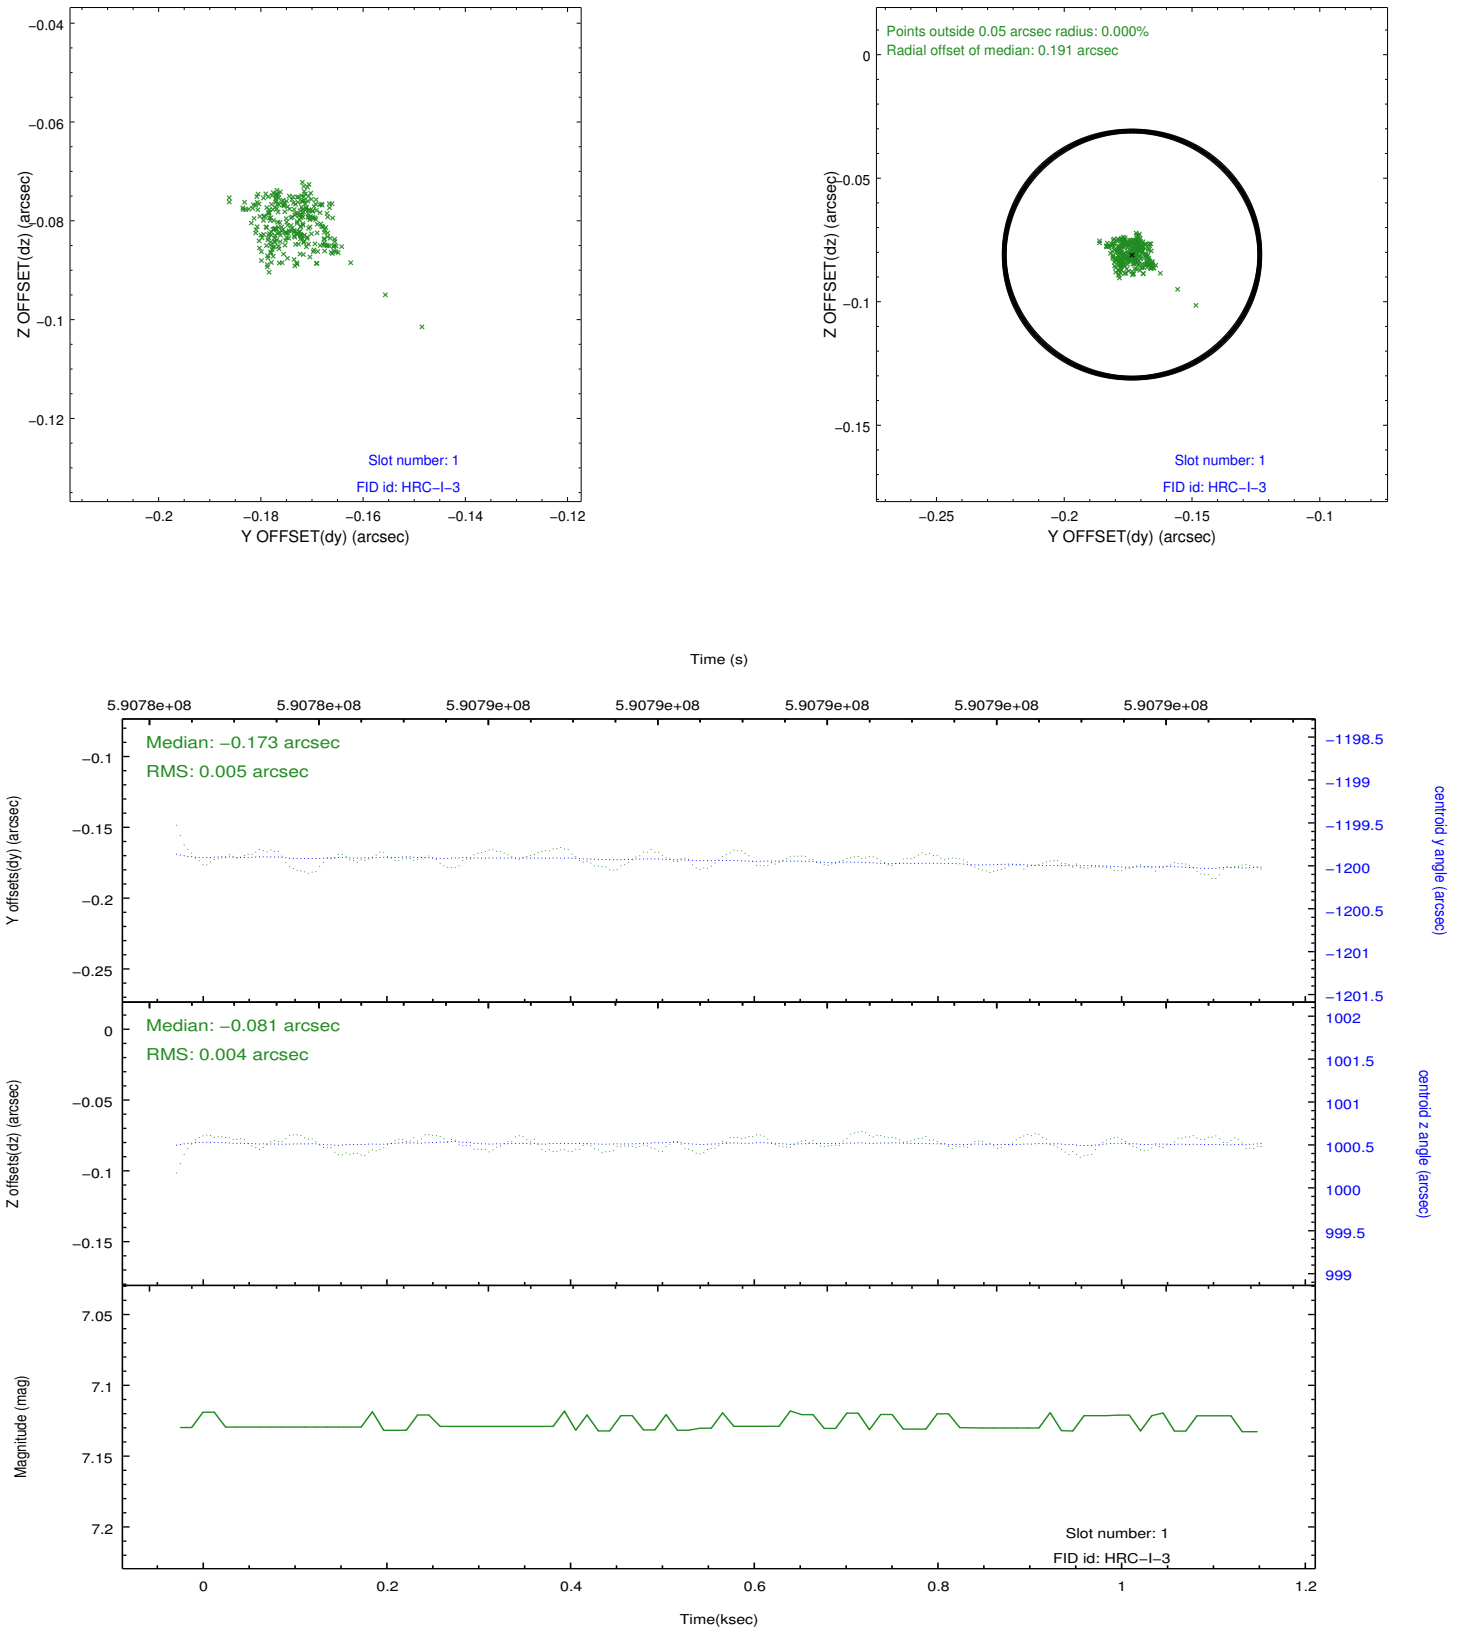 −0.04
−0.06
−0.08
−0.1
−0.12
Z OFFSET(dz) (arcsec)
−0.2
−0.18
−0.16
−0.14
−0.12
Y OFFSET(dy) (arcsec)
Slot number: 1
FID id: HRC−I−3
Points outside 0.05 arcsec radius: 0.000%
Radial offset of median: 0.191 arcsec
0
−0.05
−0.1
−0.15
Z OFFSET(dz) (arcsec)
Slot number: 1
FID id: HRC−I−3
−0.25
−0.2
−0.15
−0.1
Y OFFSET(dy) (arcsec)
Time (s)
5.9078e+08
5.9078e+08
5.9079e+08
5.9079e+08
5.9079e+08
5.9079e+08
5.9079e+08
Median: −0.173 arcsec
RMS: 0.005 arcsec
−0.1
−0.15
−0.2
−0.25
Y offsets(dy) (arcsec)
−1198.5
−1199
−1199.5
−1200
−1200.5
−1201
−1201.5
centroid y angle (arcsec)
Median: −0.081 arcsec
RMS: 0.004 arcsec
0
−0.05
−0.1
−0.15
Z offsets(dz) (arcsec)
1002
1001.5
1001
1000.5
1000
999.5
999
centroid z angle (arcsec)
7.05
7.1
7.15
7.2
Magnitude (mag)
Slot number: 1
FID id: HRC−I−3
0
0.2
0.4
0.6
0.8
1
1.2
Time(ksec)